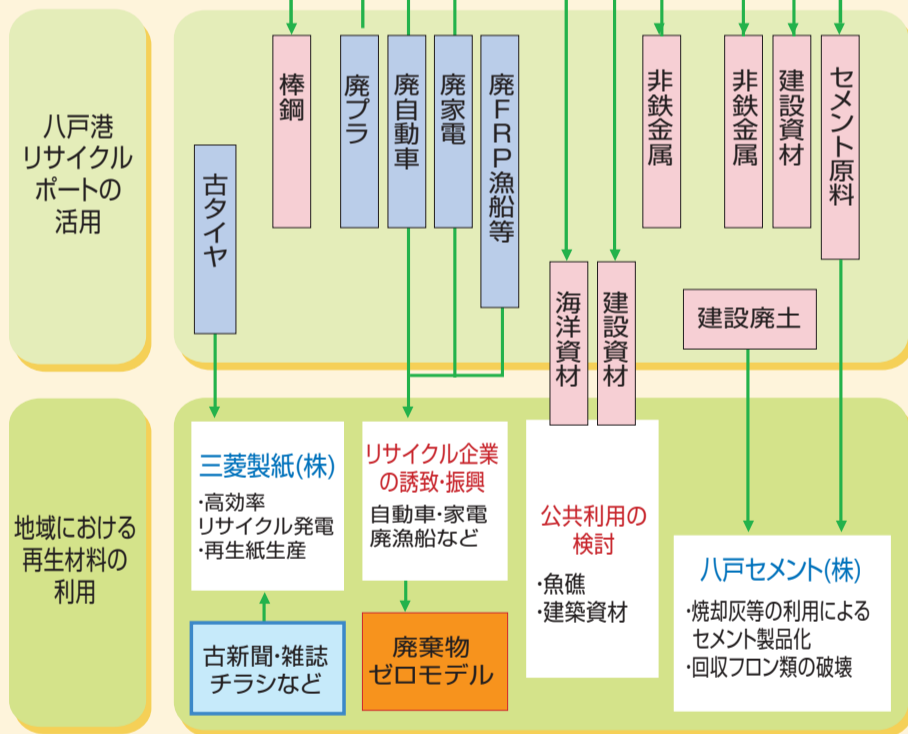 八戸港
リサイクル
ポートの
活用
古タイヤ
棒鋼
廃プラ
廃自動車
廃家電
廃FRP漁船等
海洋資材
建設資材
非鉄金属
非鉄金属
建設資材
セメント原料
建設廃土
地域における
再生材料の
利用
三菱製紙(株)
・高効率
リサイクル発電
・再生紙生産
古新聞・雑誌
チラシなど
リサイクル企業
の誘致・振興
自動車・家電
廃漁船など
廃棄物
ゼロモデル
公共利用の
検討
・魚礁
・建築資材
八戸セメント(株)
・焼却灰等の利用による
セメント製品化
・回収フロン類の破壊